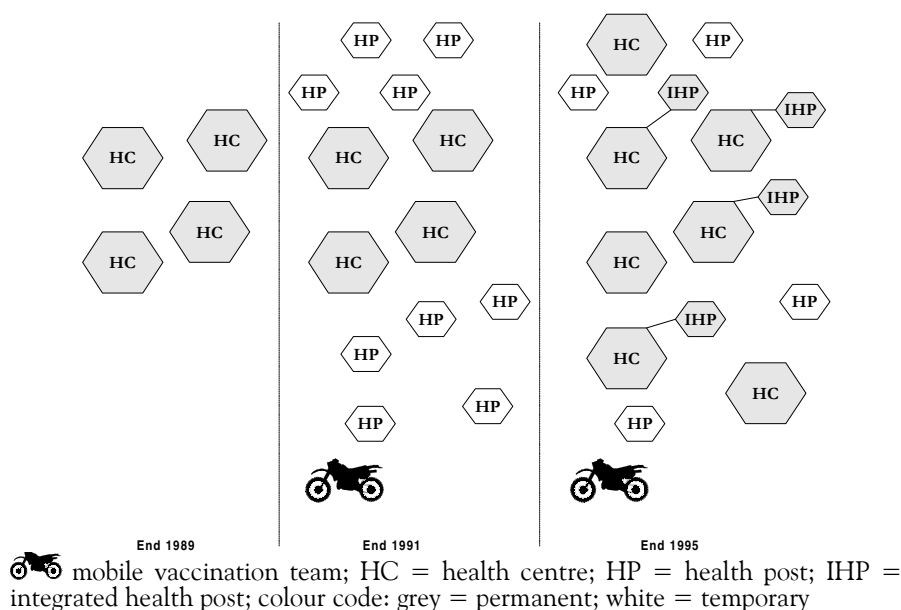 HC
HC
HC
HC
End 1989
HP HP
HP HP
HC
HC
HC
HC
HP
HP
HP
HP
HP
End 1991
HC HP
HP IHP
IHP
HC
HC
IHP
HC
HC
HP
IHP
HC
HC
HP
End 1995
mobile vaccination team; HC = health centre; HP = health post; IHP =
integrated health post; colour code: grey = permanent; white = temporary